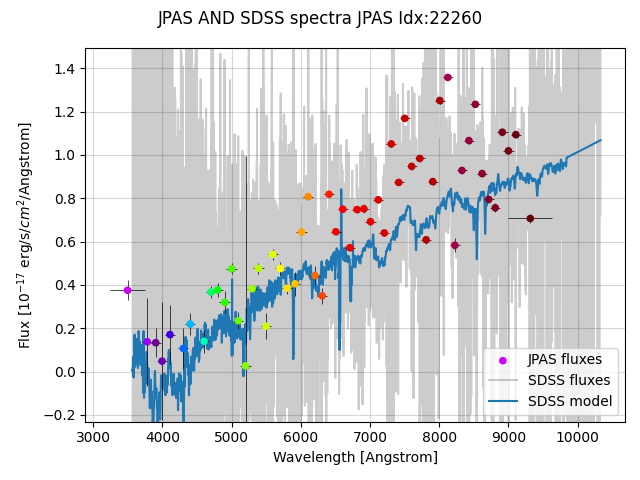 JPAS AND SDSS spectra JPAS Idx:22260
1.4
1.2
1.0
0.8
0.6
0.4
0.2
0.0
−0.2
Flux [10⁻¹⁷ erg/s/cm²/Angstrom]
JPAS fluxes
SDSS fluxes
SDSS model
3000 4000 5000 6000 7000 8000 9000 10000
Wavelength [Angstrom]